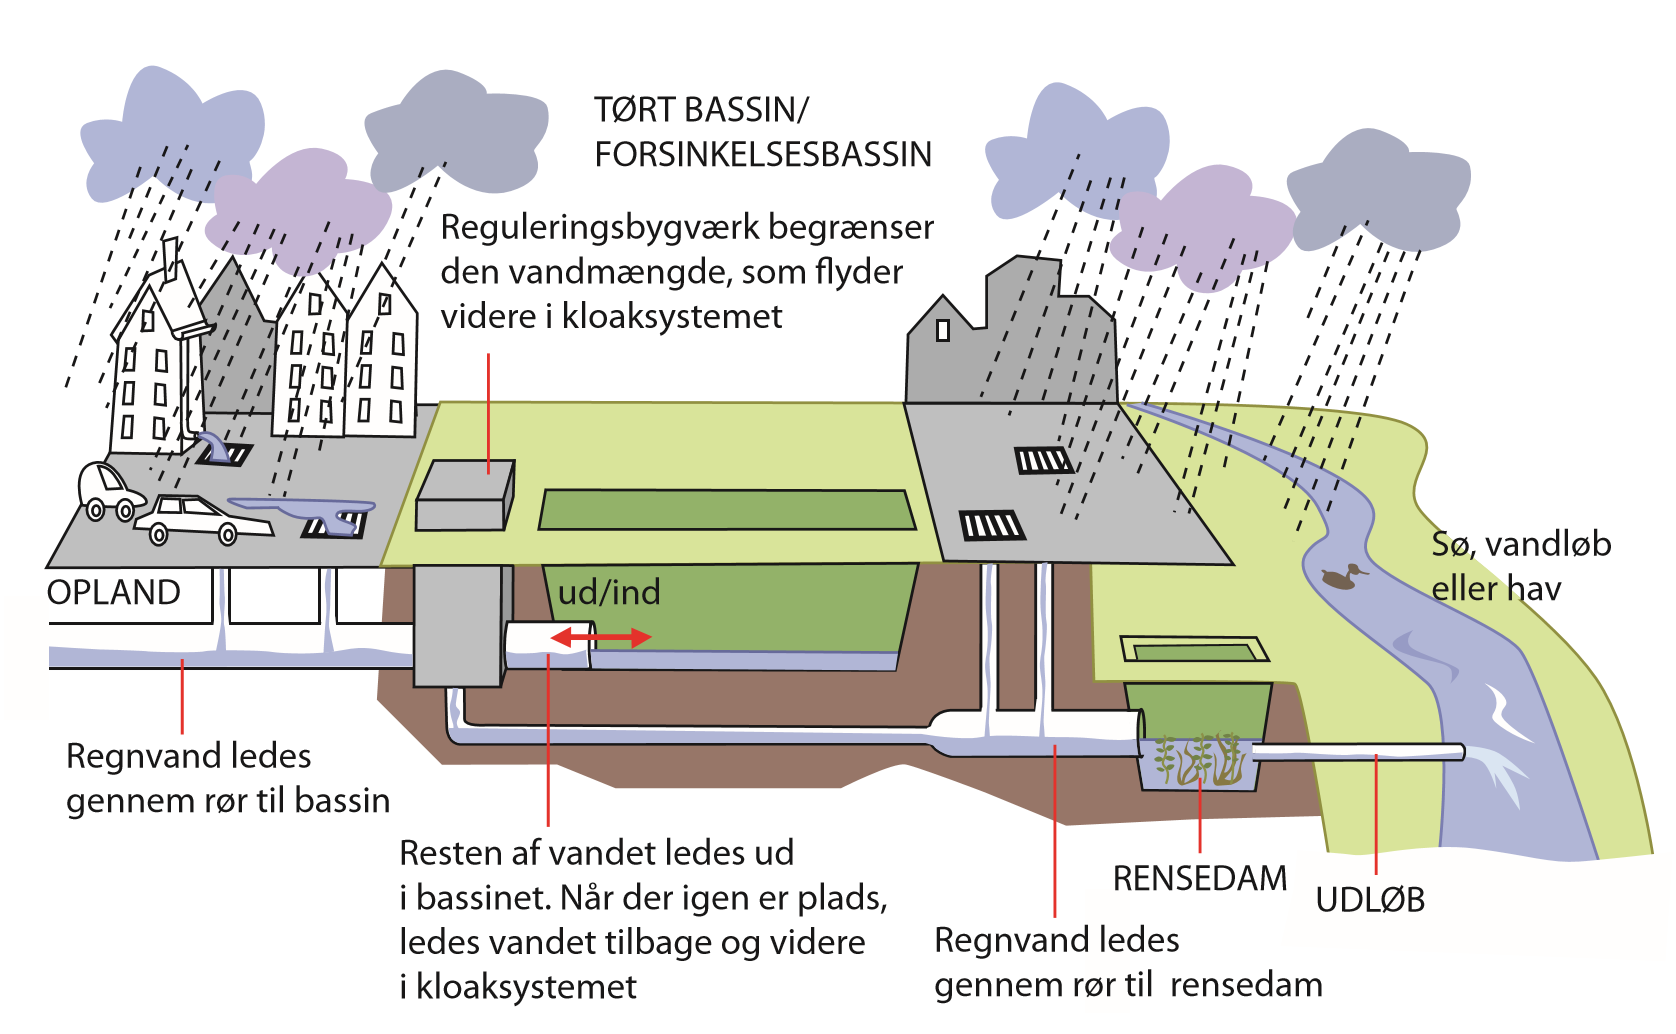 TØRT BASSIN/
FORSINKELSESBASSIN
Reguleringsbygværk begrænser
den vandmængde, som flyder
videre i kloaksystemet
Sø, vandløb
eller hav
OPLAND
ud/ind
Regnvand ledes
gennem rør til bassin
Resten af vandet ledes ud
i bassinet. Når der igen er plads,
ledes vandet tilbage og videre
i kloaksystemet
RENSEDAM
UDLØB
Regnvand ledes
gennem rør til rensedam